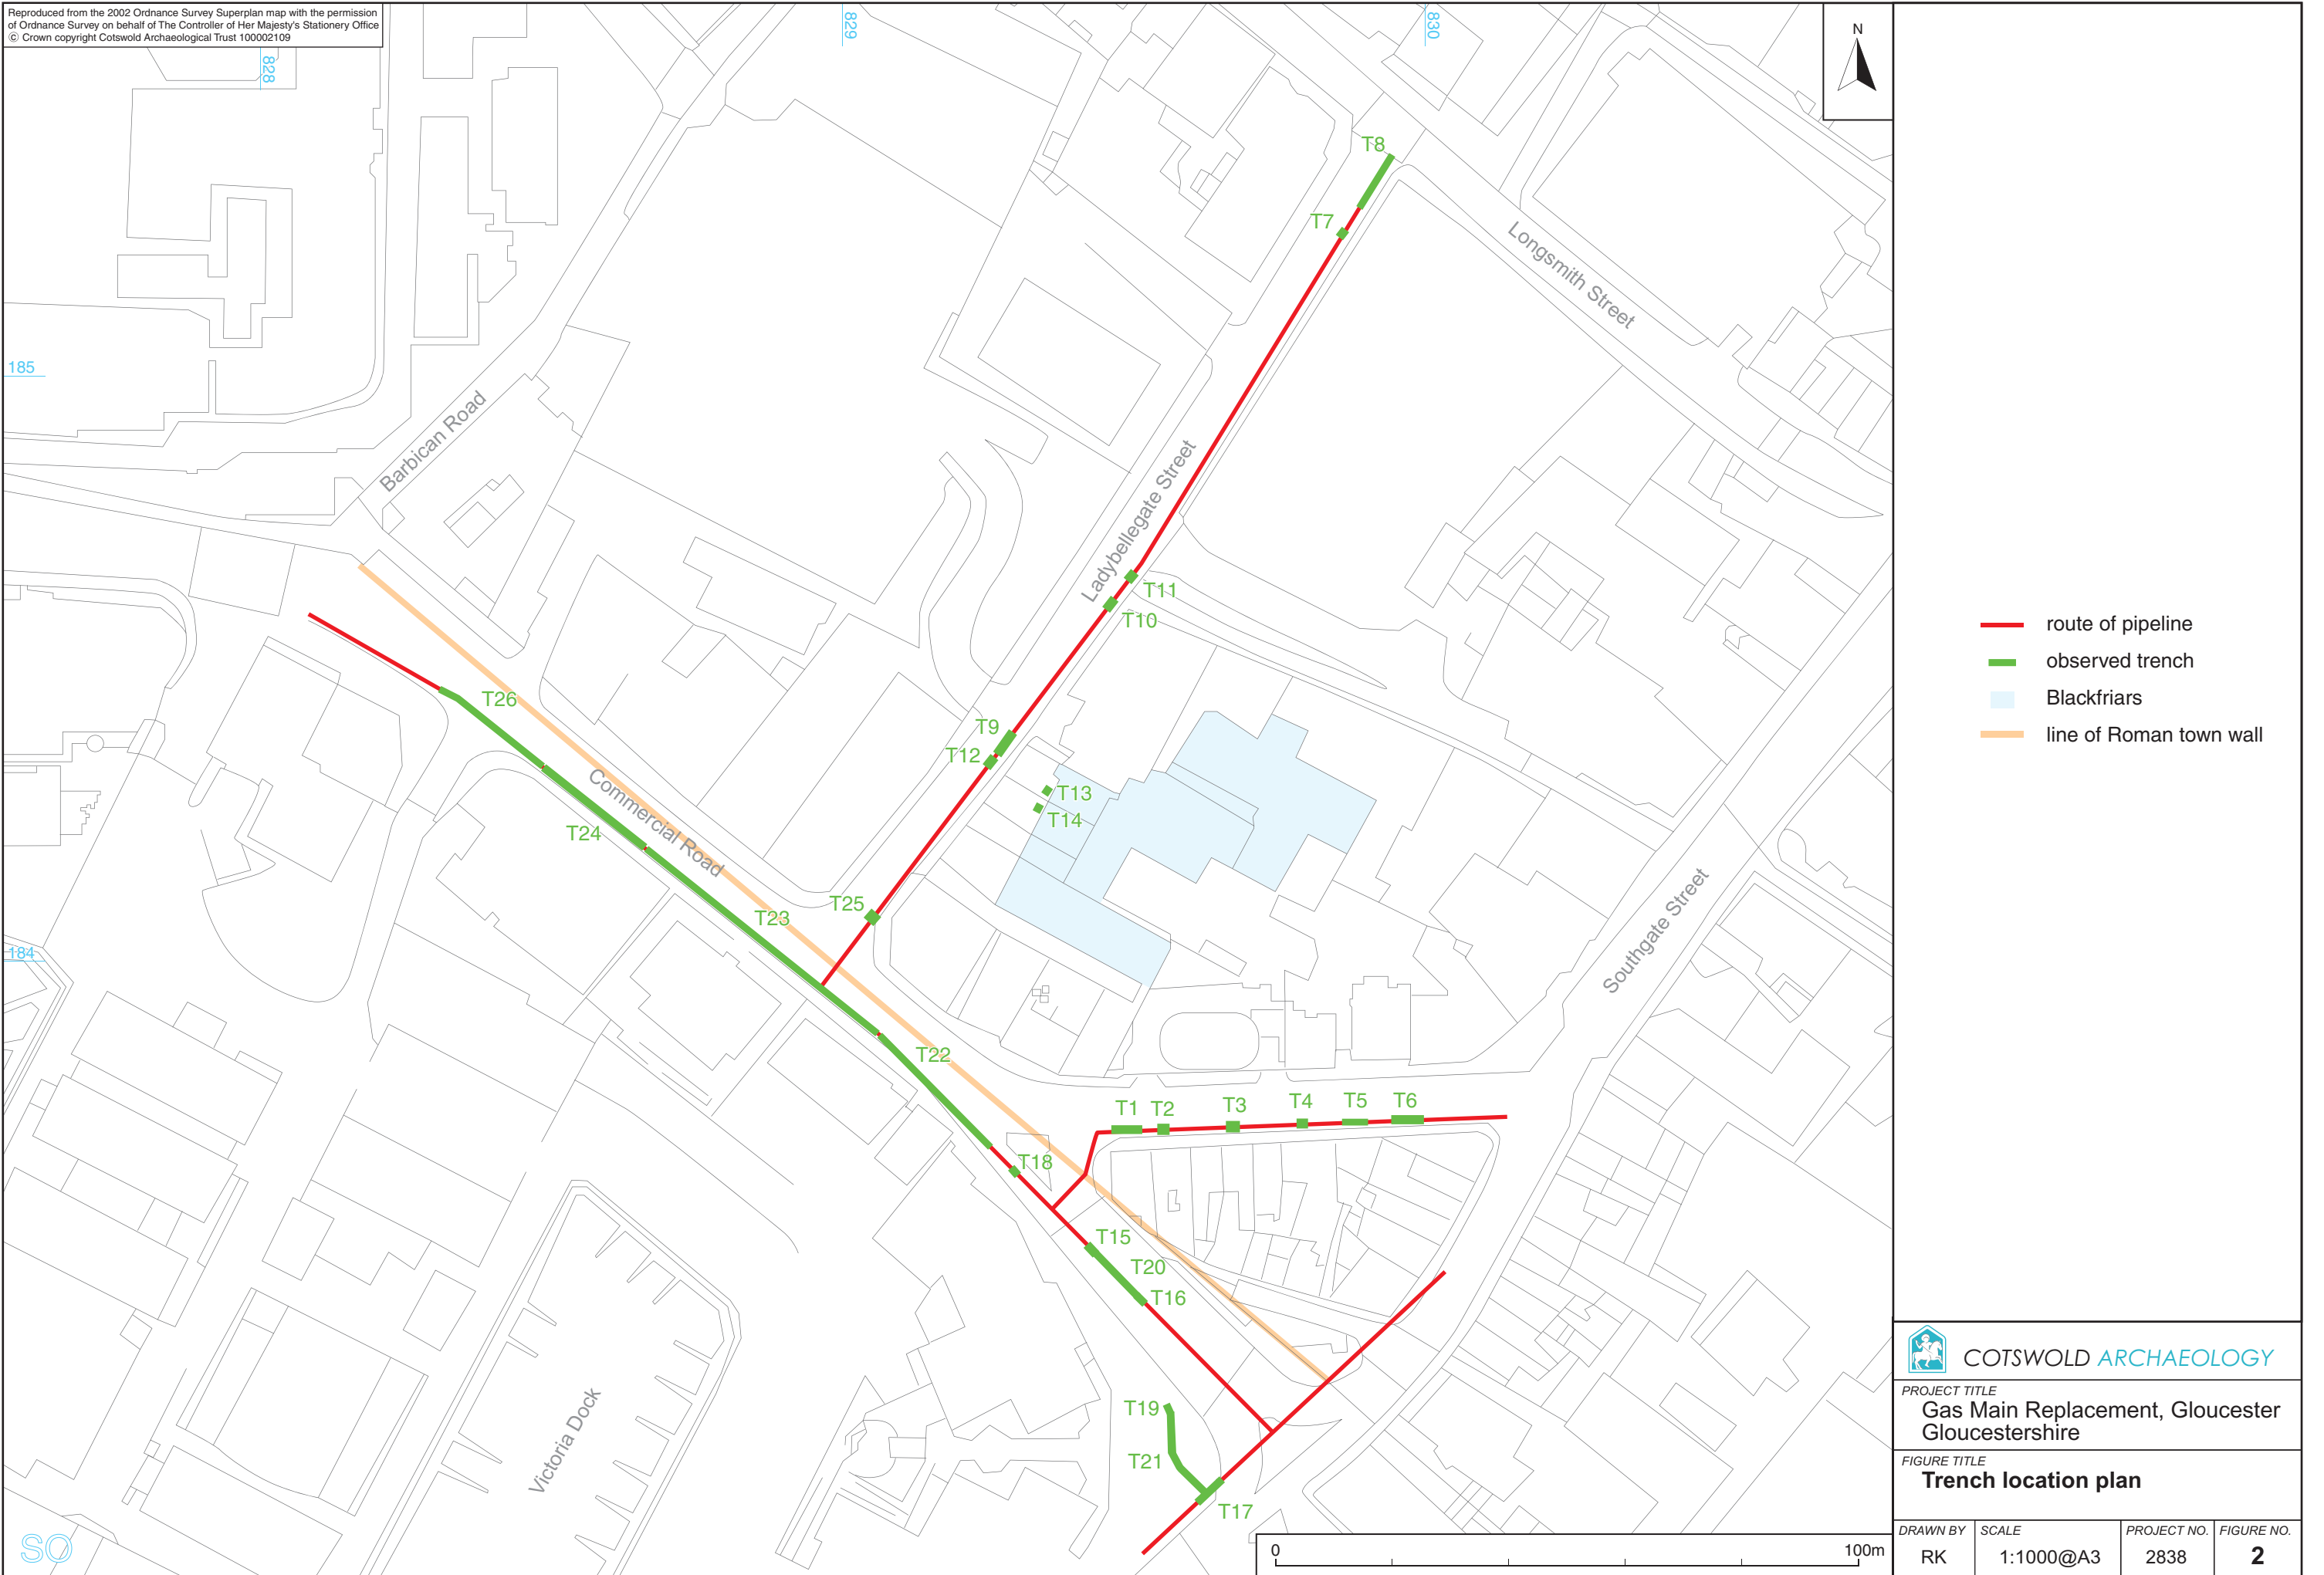 Reproduced from the 2002 Ordnance Survey Superplan map with the permission
of Ordnance Survey on behalf of The Controller of Her Majesty's Stationery Office
© Crown copyright Cotswold Archaeological Trust 100002109
828
829
830
N
T8
T7
Longsmith Street
185
Barbican Road
Ladybellegate Street
T11
T10
T26
T9
T12
T13
T14
Commercial Road
T24
T25
T23
184
Southgate Street
T22
T1
T2
T3
T4
T5
T6
T18
T15
T20
T16
T19
T21
T17
Victoria Dock
SO
0
100m
route of pipeline
observed trench
Blackfriars
line of Roman town wall
COTSWOLD ARCHAEOLOGY
PROJECT TITLE
Gas Main Replacement, Gloucester
Gloucestershire
FIGURE TITLE
Trench location plan
DRAWN BY
RK
SCALE
1:1000@A3
PROJECT NO.
2838
FIGURE NO.
2